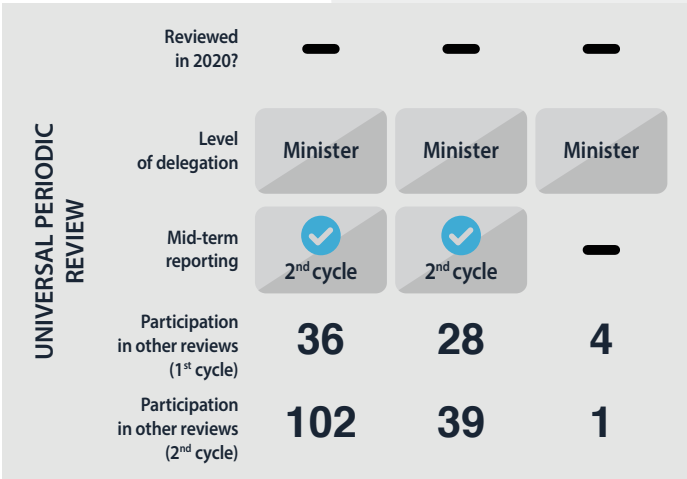 UNIVERSAL PERIODIC
REVIEW
Reviewed
in 2020?
Level
of delegation
Minister
Minister
Minister
Mid-term
reporting
2nd cycle
2nd cycle
Participation
in other reviews
(1st cycle)
36
28
4
Participation
in other reviews
(2nd cycle)
102
39
1